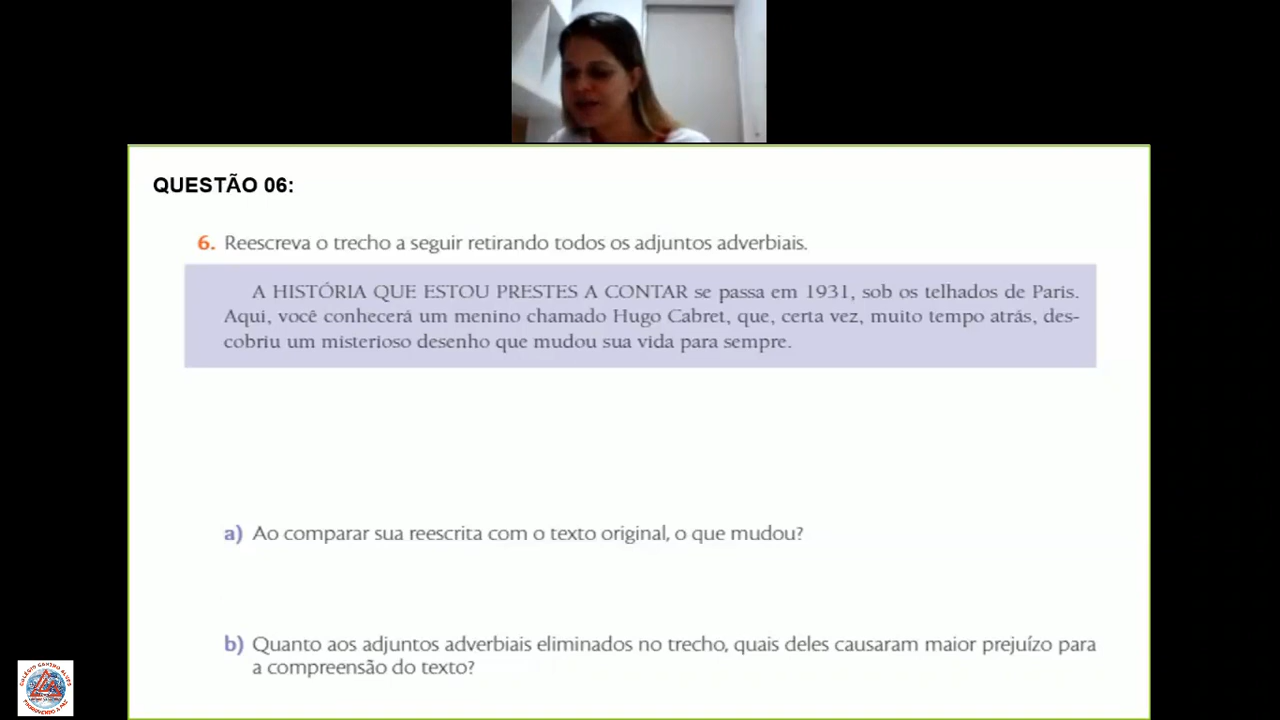 QUESTÃO 06:
6. Reescreva o trecho a seguir retirando todos os adjuntos adverbiais.
A HISTÓRIA QUE ESTOU PRESTES A CONTAR se passa em 1931, sob os telhados de Paris.
Aqui, você conhecerá um menino chamado Hugo Cabret, que, certa vez, muito tempo atrás, des-
cobriu um misterioso desenho que mudou sua vida para sempre.
a) Ao comparar sua reescrita com o texto original, o que mudou?
b) Quanto aos adjuntos adverbiais eliminados no trecho, quais deles causaram maior prejuízo para
a compreensão do texto?